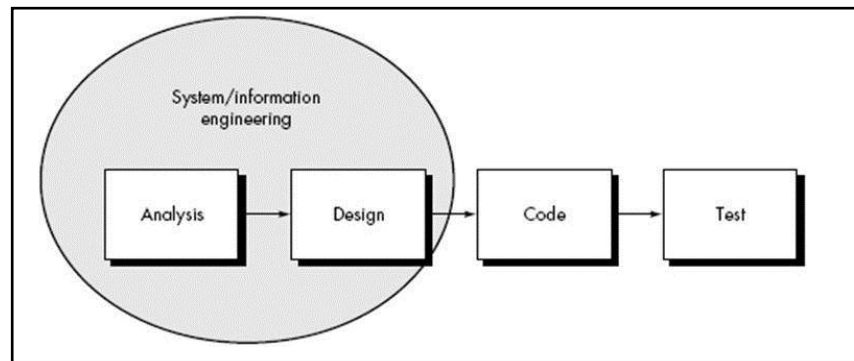 System/information
engineering
Analysis
Design
Code
Test